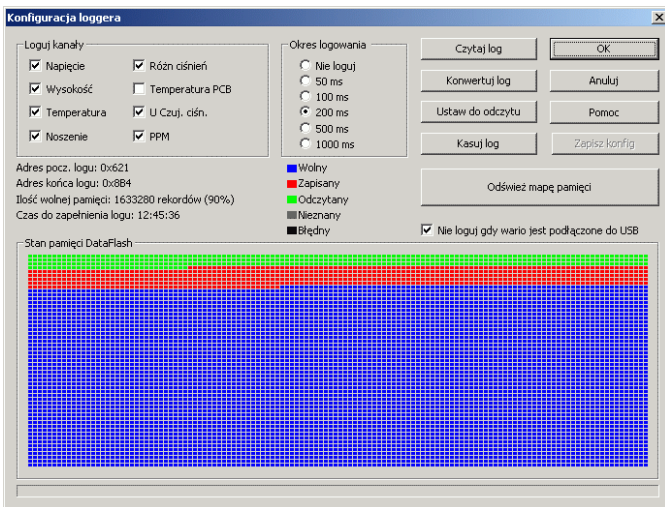 Konfiguracja loggera
Loguj kanały
Napięcie
Różn ciśnień
Wysokość
Temperatura PCB
Temperatura
U Czuj. ciśn.
Noszenie
PPM
Okres logowania
Nie loguj
50 ms
100 ms
200 ms
500 ms
1000 ms
Czytaj log
OK
Konwertuj log
Anuluj
Ustaw do odczytu
Pomoc
Kasuj log
Zapisz konfig
Adres pocz. logu: 0x621
Adres końca logu: 0x8B4
Ilość wolnej pamięci: 1633280 rekordów (90%)
Czas do zapełnienia logu: 12:45:36
Wolny
Zapisany
Odczytany
Nieznany
Błędny
Odśwież mapę pamięci
Nie loguj gdy wario jest podłączone do USB
Stan pamięci DataFlash